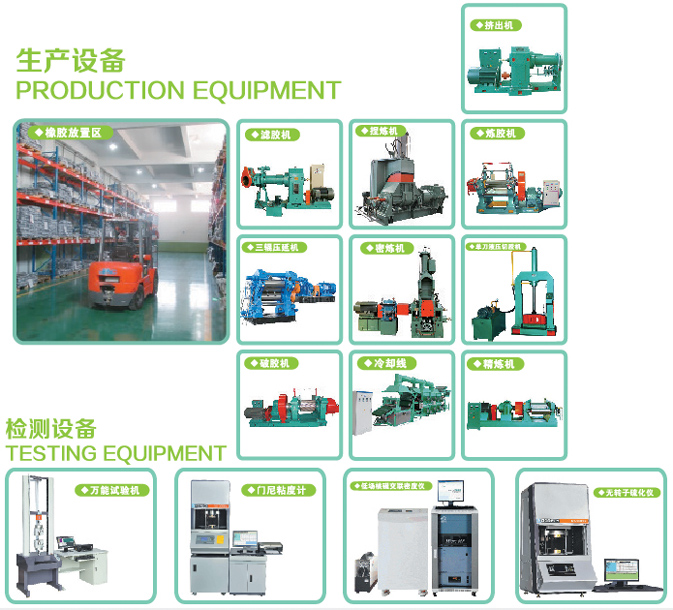 生产设备
PRODUCTION EQUIPMENT
◆挤出机
◆橡胶放置区
◆滤胶机
◆捏炼机
◆炼胶机
◆三辊压延机
◆密炼机
◆单刀液压切胶机
◆破胶机
◆冷却线
◆精炼机
检测设备
TESTING EQUIPMENT
◆万能试验机
◆门尼粘度计
◆低场核磁交联密度仪
◆无转子硫化仪